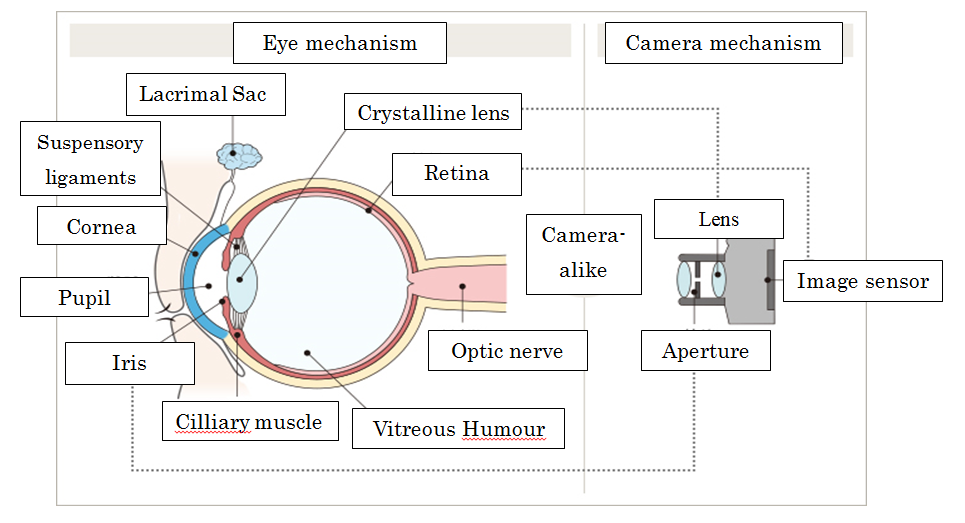 Eye mechanism
Camera mechanism
Lacrimal Sac
Crystalline lens
Suspensory
ligaments
Retina
Cornea
Lens
Camera-
alike
Pupil
Image sensor
Iris
Optic nerve
Aperture
Cilliary muscle
Vitreous Humour